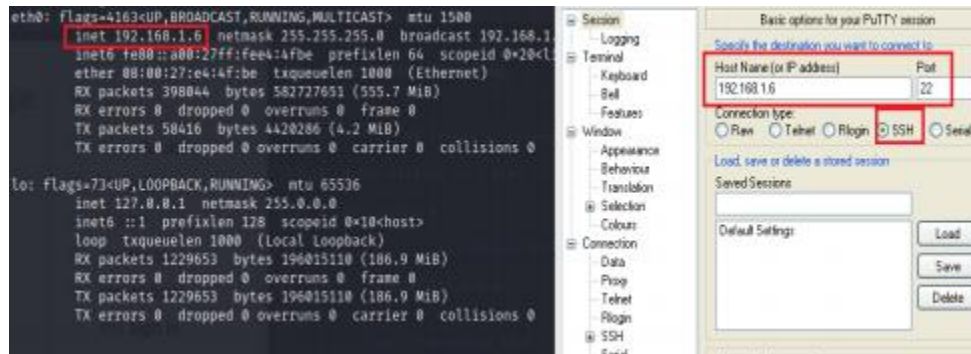 eth0: flags=4163<UP,BROADCAST,RUNNING,MULTICAST> mtu 1500
inet 192.168.1.6 netmask 255.255.255.0 broadcast 192.168.1.
inet6 fe80::a00:27ff:fee4:4fbe prefixlen 64 scopeid 0×20<l
ether 08:00:27:e4:4f:be txqueuelen 1000 (Ethernet)
RX packets 398044 bytes 582727651 (555.7 MiB)
RX errors 0 dropped 0 overruns 0 frame 0
TX packets 58416 bytes 4420286 (4.2 MiB)
TX errors 0 dropped 0 overruns 0 carrier 0 collisions 0
lo: flags=73<UP,LOOPBACK,RUNNING> mtu 65536
inet 127.0.0.1 netmask 255.0.0.0
inet6 ::1 prefixlen 128 scopeid 0×10<host>
loop txqueuelen 1000 (Local Loopback)
RX packets 1229653 bytes 196015110 (186.9 MiB)
RX errors 0 dropped 0 overruns 0 frame 0
TX packets 1229653 bytes 196015110 (186.9 MiB)
TX errors 0 dropped 0 overruns 0 carrier 0 collisions 0
Session
Logging
Terminal
Keyboard
Bell
Features
Window
Appearance
Behaviour
Translation
Selection
Colours
Connection
Data
Proxy
Telnet
Rlogin
SSH
Serial
Basic options for your PuTTY session
Specify the destination you want to connect to
Host Name (or IP address) Port
192.168.1.6 22
Connection type:
Raw Telnet Rlogin SSH Serial
Load, save or delete a stored session
Saved Sessions
Default Settings
Load
Save
Delete